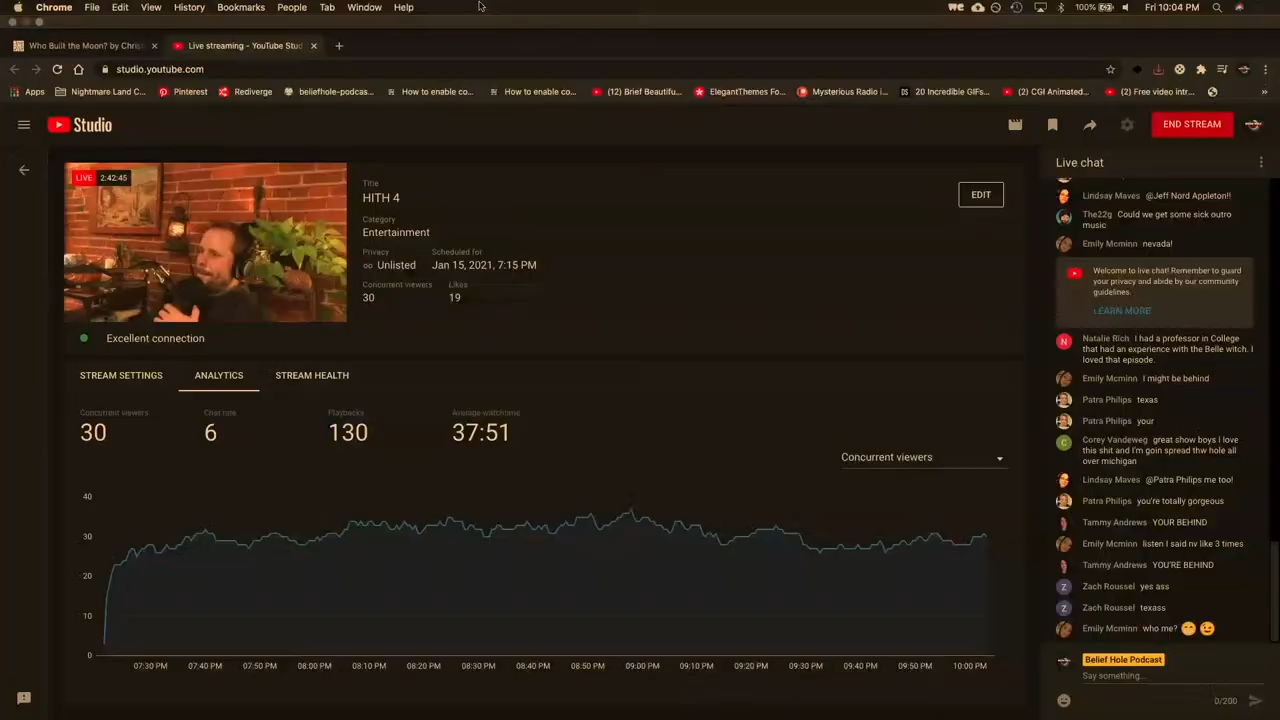 Chrome File Edit View History Bookmarks People Tab Window Help
100% Fri 10:04 PM
Who Built the Moon? by Chris
Live streaming - YouTube Stud
studio.youtube.com
Apps Nightmare Land C... Pinterest Rediverge beliefhole-podcas... How to enable co... How to enable co... (12) Brief Beautifu... ElegantThemes Fo... Mysterious Radio i... 20 Incredible GIFs... (2) CGI Animated... (2) Free video intr... »
Studio
END STREAM
LIVE 2:42:45
Title
HITH 4
EDIT
Category
Entertainment
Privacy Scheduled for
Unlisted Jan 15, 2021, 7:15 PM
Concurrent viewers Likes
30 19
Excellent connection
STREAM SETTINGS ANALYTICS STREAM HEALTH
Concurrent viewers Chat rate Playbacks Average watchtime
30 6 130 37:51
Concurrent viewers
40
30
20
10
0
07:30 PM 07:40 PM 07:50 PM 08:00 PM 08:10 PM 08:20 PM 08:30 PM 08:40 PM 08:50 PM 09:00 PM 09:10 PM 09:20 PM 09:30 PM 09:40 PM 09:50 PM 10:00 PM
Live chat
Lindsay Maves @Jeff Nord Appleton!!
The22g Could we get some sick outro
music
Emily Mcminn nevada!
Welcome to live chat! Remember to guard
your privacy and abide by our community
guidelines.
LEARN MORE
N Natalie Rich I had a professor in College
that had an experience with the Belle witch. I
loved that episode.
Emily Mcminn I might be behind
Patra Philips texas
Patra Philips your
C Corey Vandeweg great show boys I love
this shit and I'm goin spread thw hole all
over michigan
Lindsay Maves @Patra Philips me too!
Patra Philips you're totally gorgeous
Tammy Andrews YOUR BEHIND
Emily Mcminn listen I said nv like 3 times
Tammy Andrews YOU'RE BEHIND
Z Zach Roussel yes ass
Z Zach Roussel texass
Emily Mcminn who me? 😁 😉
Belief Hole Podcast
Say something...
0/200